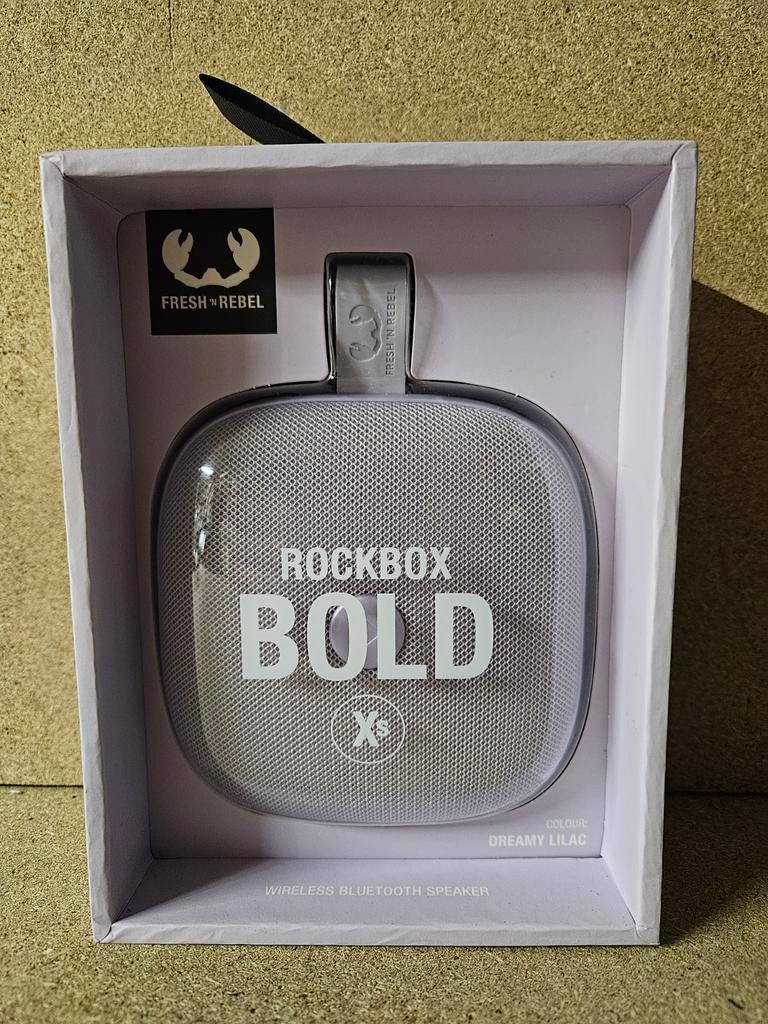 FRESH 'N REBEL
FRESH 'N REBEL
ROCKBOX
BOLD
Xs
COLOUR:
DREAMY LILAC
WIRELESS BLUETOOTH SPEAKER